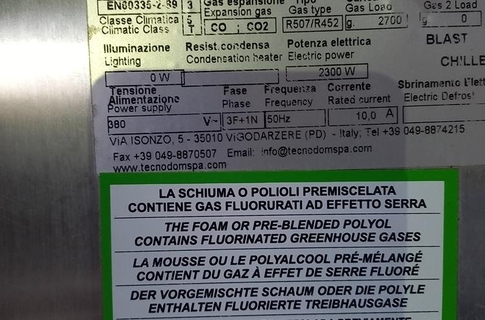 EN60335-2-89 3 Gas espansione Tipo Gas 2 Load
Classe Climatica S Expansion gas Gas type Gas Load g. 0
Climatic Class T CO2 ; CO2 R507/R452 g. 2700
Illuminazione Resist.condensa Potenza elettrica BLAST
Lighting Condensation heater Electric power CHILLE
0 W 2300 W
Tensione Fase Frequenza Corrente Sbrinamento Elett
Alimentazione Phase Frequency Rated current Electric Defrost
Power supply
380 V~ 3F+1N 50Hz 10,0 A
VIA ISONZO, 5 - 35010 VIGODARZERE (PD) - Italy; Tel +39 049-8874215
Fax +39 049-8870507 Email: info@tecnodomspa.com
www.tecnodomspa.com
LA SCHIUMA O POLIOLI PREMISCELATA
CONTIENE GAS FLUORURATI AD EFFETTO SERRA
THE FOAM OR PRE-BLENDED POLYOL
CONTAINS FLUORINATED GREENHOUSE GASES
LA MOUSSE OU LE POLYALCOOL PRÉ-MÉLANGÉ
CONTIENT DU GAZ À EFFET DE SERRE FLUORÉ
DER VORGEMISCHTE SCHAUM ODER DIE POLYLE
ENTHALTEN FLUORIERTE TREIBHAUSGASE